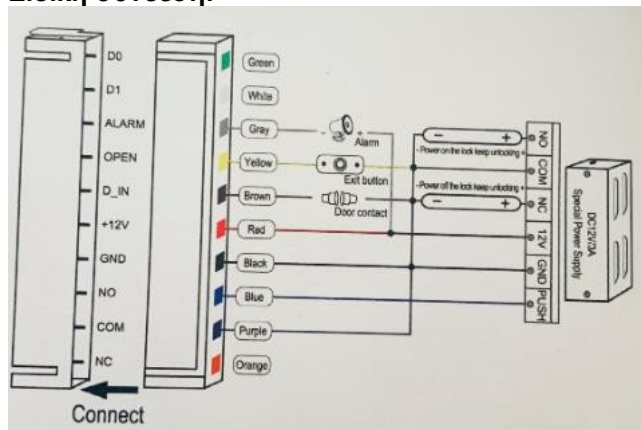 D0
D1
ALARM
OPEN
D_IN
+12V
GND
NO
COM
NC
Connect
Green
White
Gray
Yellow
Brown
Red
Black
Blue
Purple
Orange
- +
Alarm
Exit button
Door contact
- +
- Power on the lock keep unlocking +
- Power off the lock keep unlocking +
- +
NO
COM
NC
12V
GND
PUSH
DC12V/3A
Special Power Supply